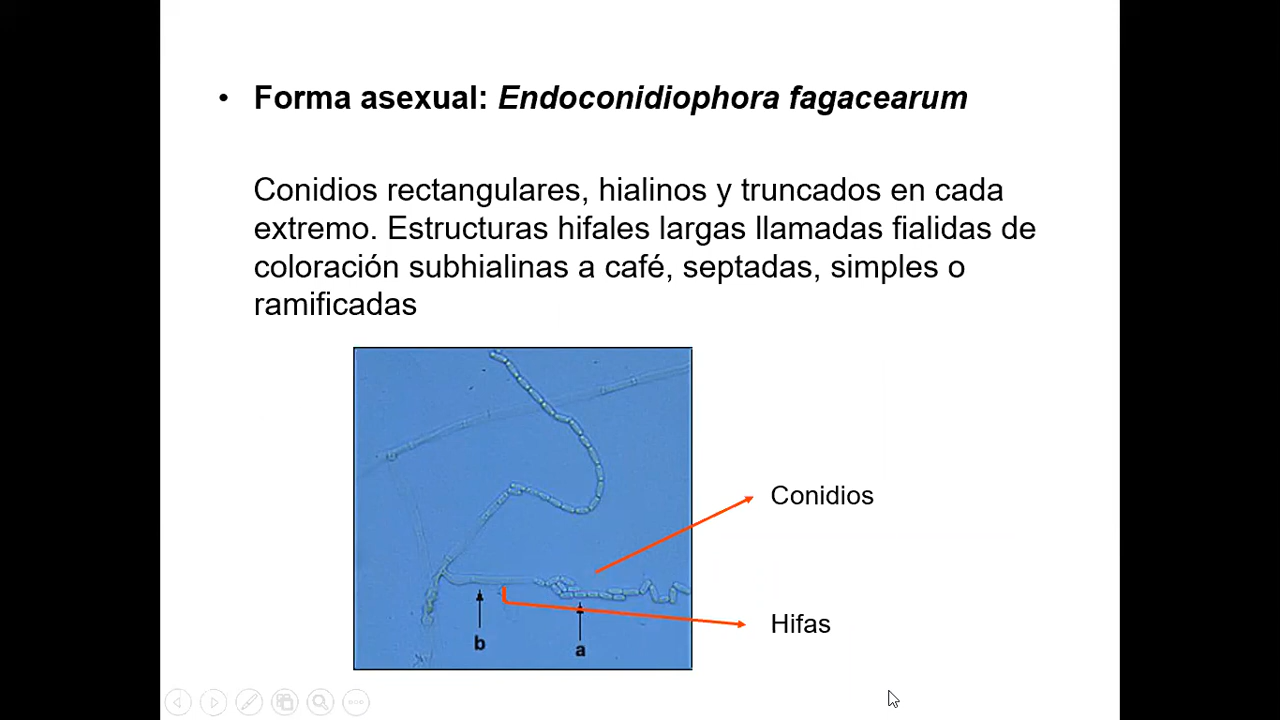 • Forma asexual: Endoconidiophora fagacearum
Conidios rectangulares, hialinos y truncados en cada
extremo. Estructuras hifales largas llamadas fialidas de
coloración subhialinas a café, septadas, simples o
ramificadas
Conidios
Hifas
b
a